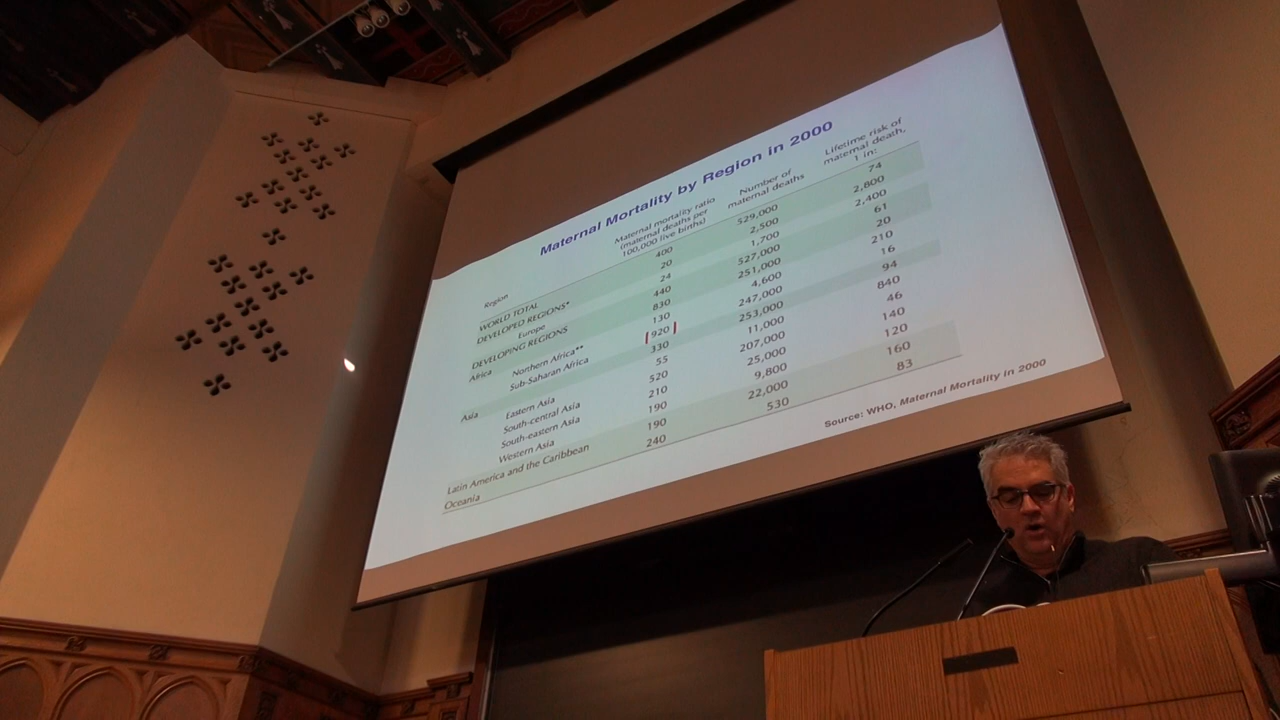 Maternal Mortality by Region in 2000
Region Maternal mortality ratio Number of Lifetime risk of
(maternal deaths per maternal deaths maternal death,
100,000 live births) 1 in:
WORLD TOTAL 400 529,000 74
DEVELOPED REGIONS* 20 2,500 2,800
Europe 24 1,700 2,400
DEVELOPING REGIONS 440 527,000 61
Africa 830 251,000 20
Northern Africa** 130 4,600 210
Sub-Saharan Africa 920 247,000 16
Asia 330 253,000 94
Eastern Asia 55 11,000 840
South-central Asia 520 207,000 46
South-eastern Asia 210 25,000 140
Western Asia 190 9,800 120
Latin America and the Caribbean 190 22,000 160
Oceania 240 530 83
Source: WHO, Maternal Mortality in 2000